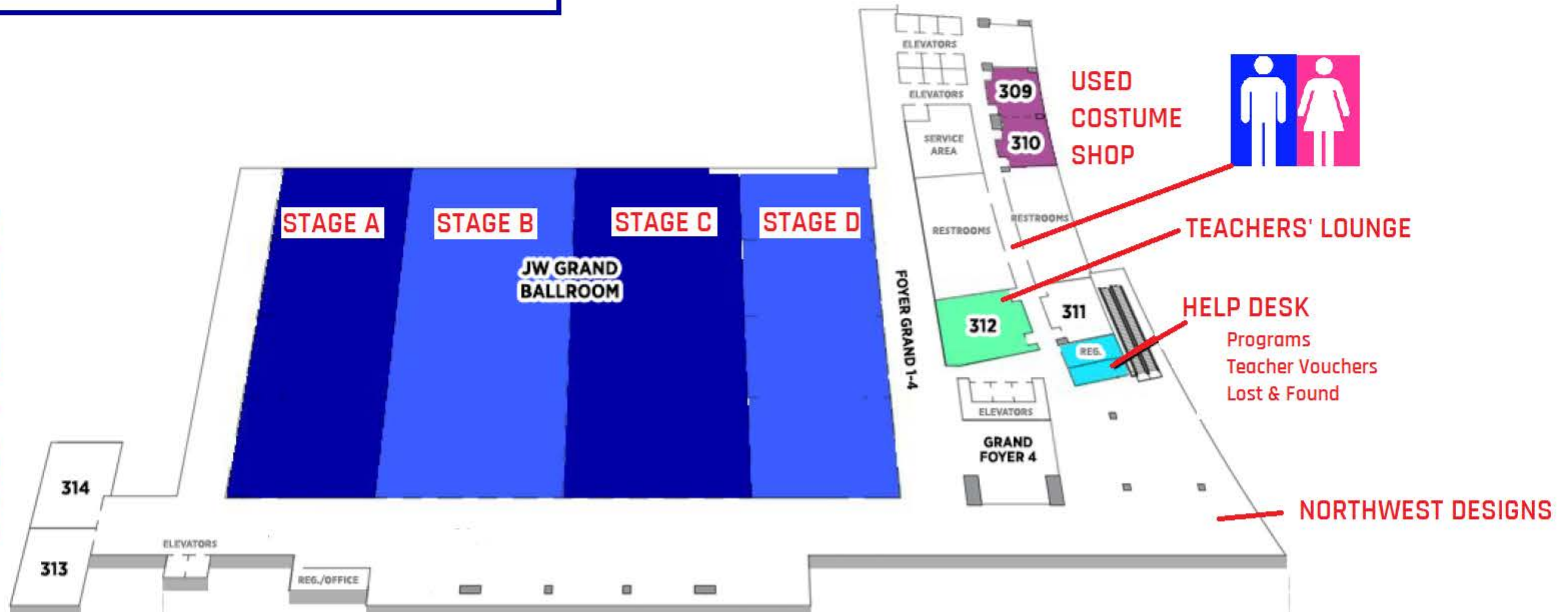 ELEVATORS
ELEVATORS
309
310
USED
COSTUME
SHOP
SERVICE
AREA
STAGE A
STAGE B
STAGE C
STAGE D
RESTROOMS
RESTROOMS
TEACHERS' LOUNGE
JW GRAND
BALLROOM
FOYER GRAND 1-4
312
311
REG.
HELP DESK
Programs
Teacher Vouchers
Lost & Found
ELEVATORS
GRAND
FOYER 4
314
313
ELEVATORS
REG./OFFICE
NORTHWEST DESIGNS